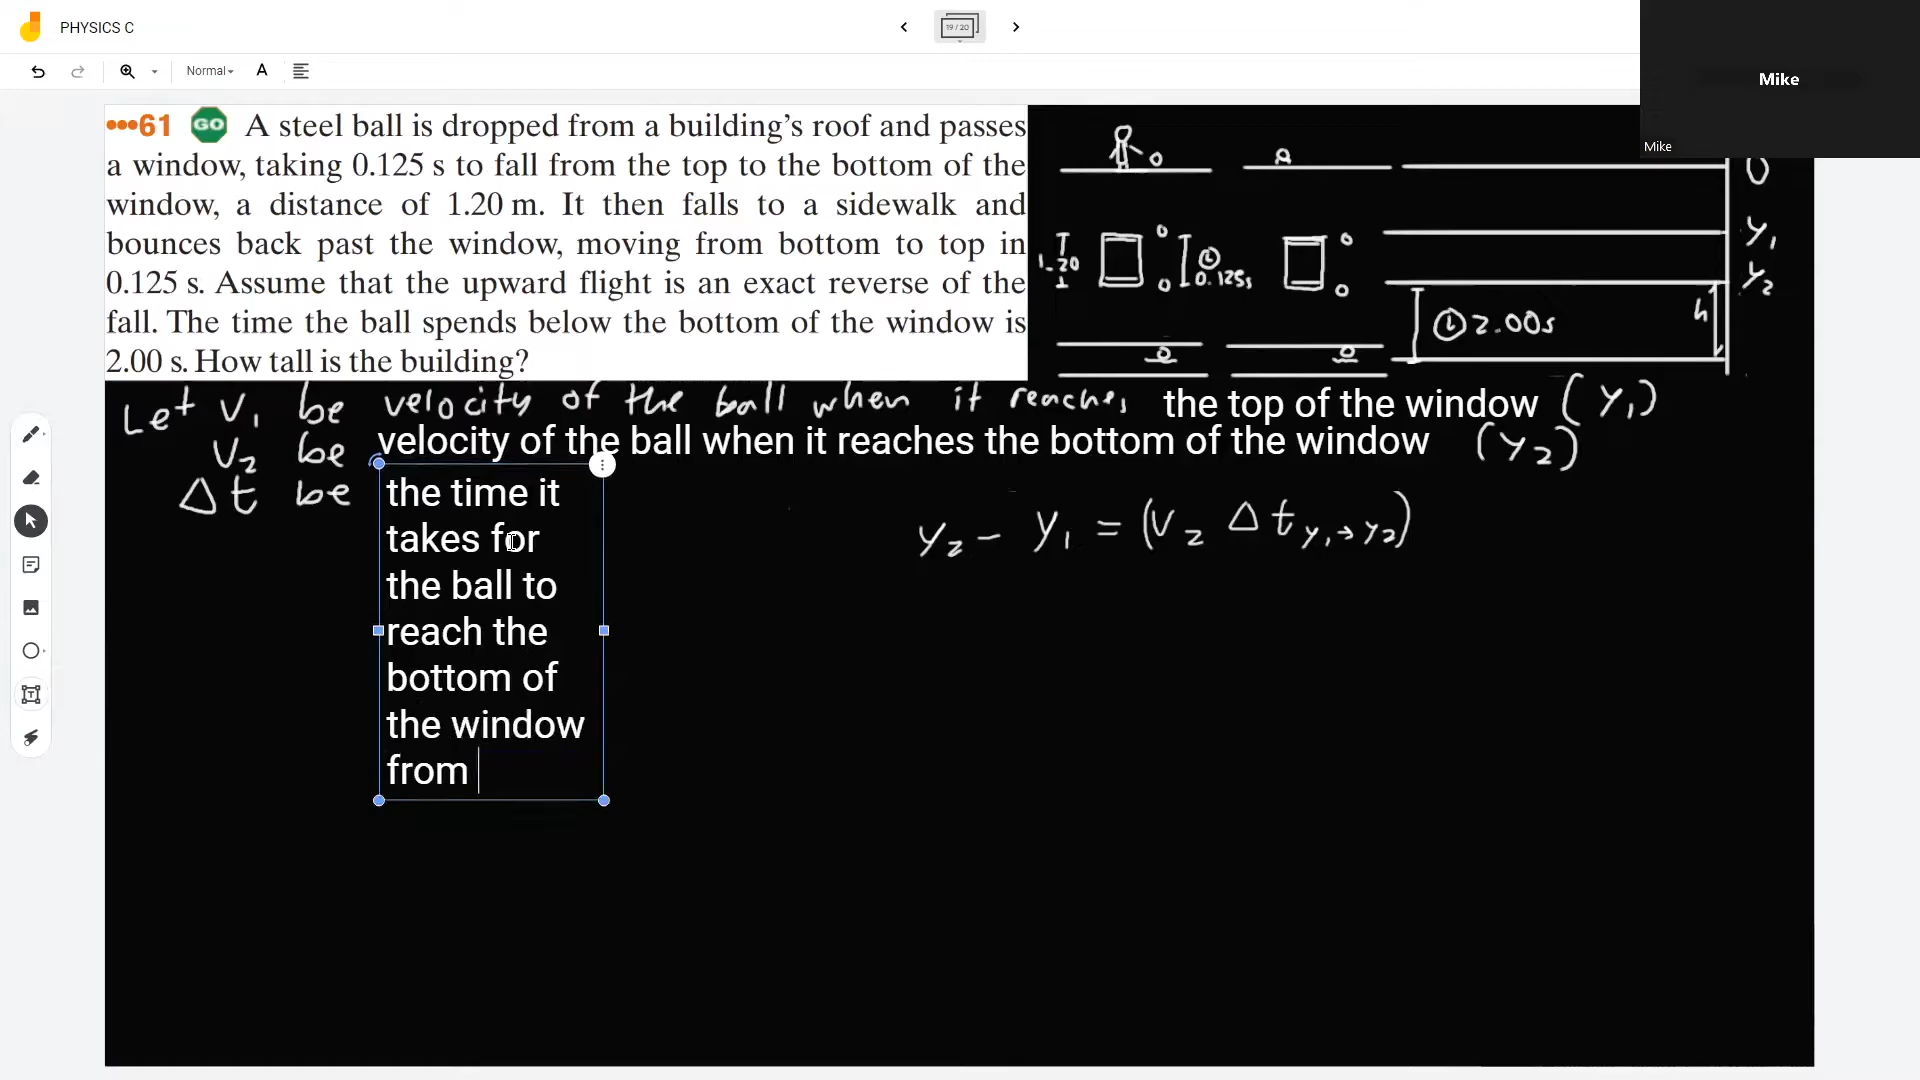 PHYSICS C
19 / 20
Normal
A
Mike
Mike
•••61 GO A steel ball is dropped from a building's roof and passes
a window, taking 0.125 s to fall from the top to the bottom of the
window, a distance of 1.20 m. It then falls to a sidewalk and
bounces back past the window, moving from bottom to top in
0.125 s. Assume that the upward flight is an exact reverse of the
fall. The time the ball spends below the bottom of the window is
2.00 s. How tall is the building?
0
y₁
y₂
1.20
0.125s
2.00s
h
Let v₁ be velocity of the ball when it reaches the top of the window (y₁)
v₂ be velocity of the ball when it reaches the bottom of the window (y₂)
Δt be the time it
takes for
the ball to
reach the
bottom of
the window
from
y₂ - y₁ = (v₂ Δt y₁→y₂)